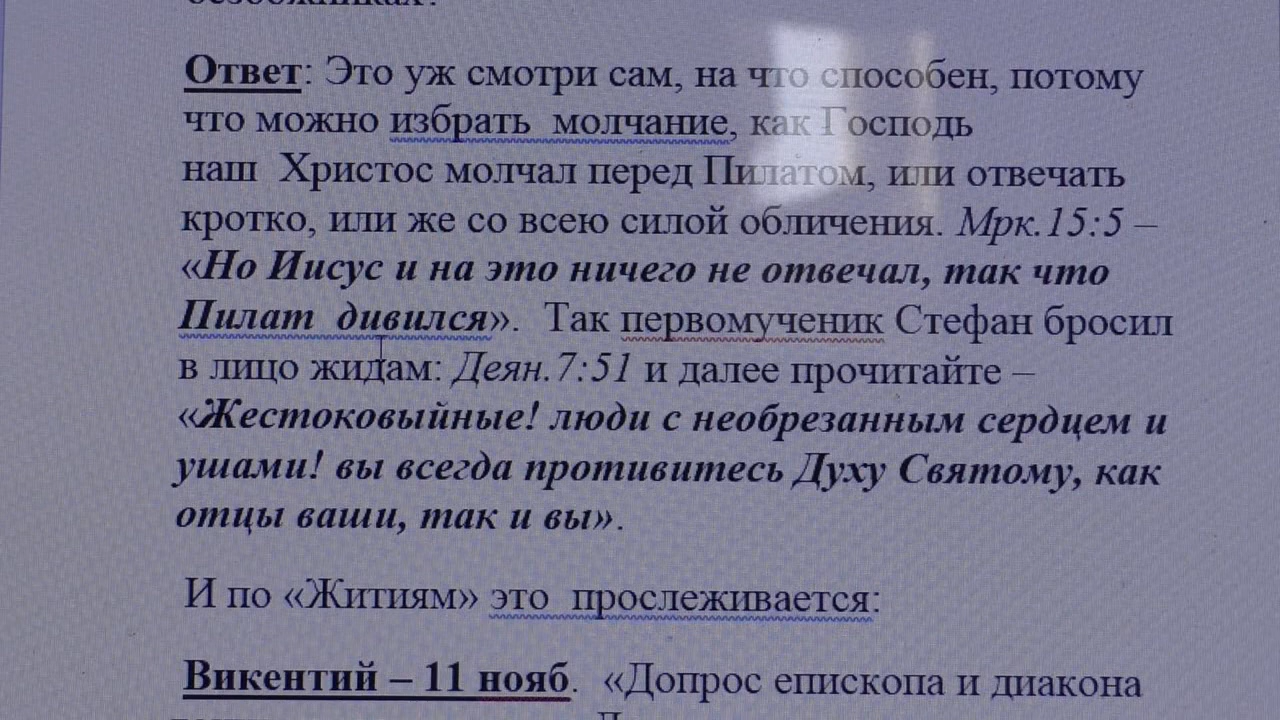 Ответ: Это уж смотри сам, на что способен, потому
что можно избрать  молчание, как Господь
наш  Христос молчал перед Пилатом, или отвечать
кротко, или же со всею силой обличения. Мрк.15:5 –
«Но Иисус и на это ничего не отвечал, так что
Пилат  дивился».  Так первомученик Стефан бросил
в лицо жидам: Деян.7:51 и далее прочитайте –
«Жестоковыйные! люди с необрезанным сердцем и
ушами! вы всегда противитесь Духу Святому, как
отцы ваши, так и вы».
И по «Житиям» это  прослеживается:
Викентий – 11 нояб.  «Допрос епископа и диакона